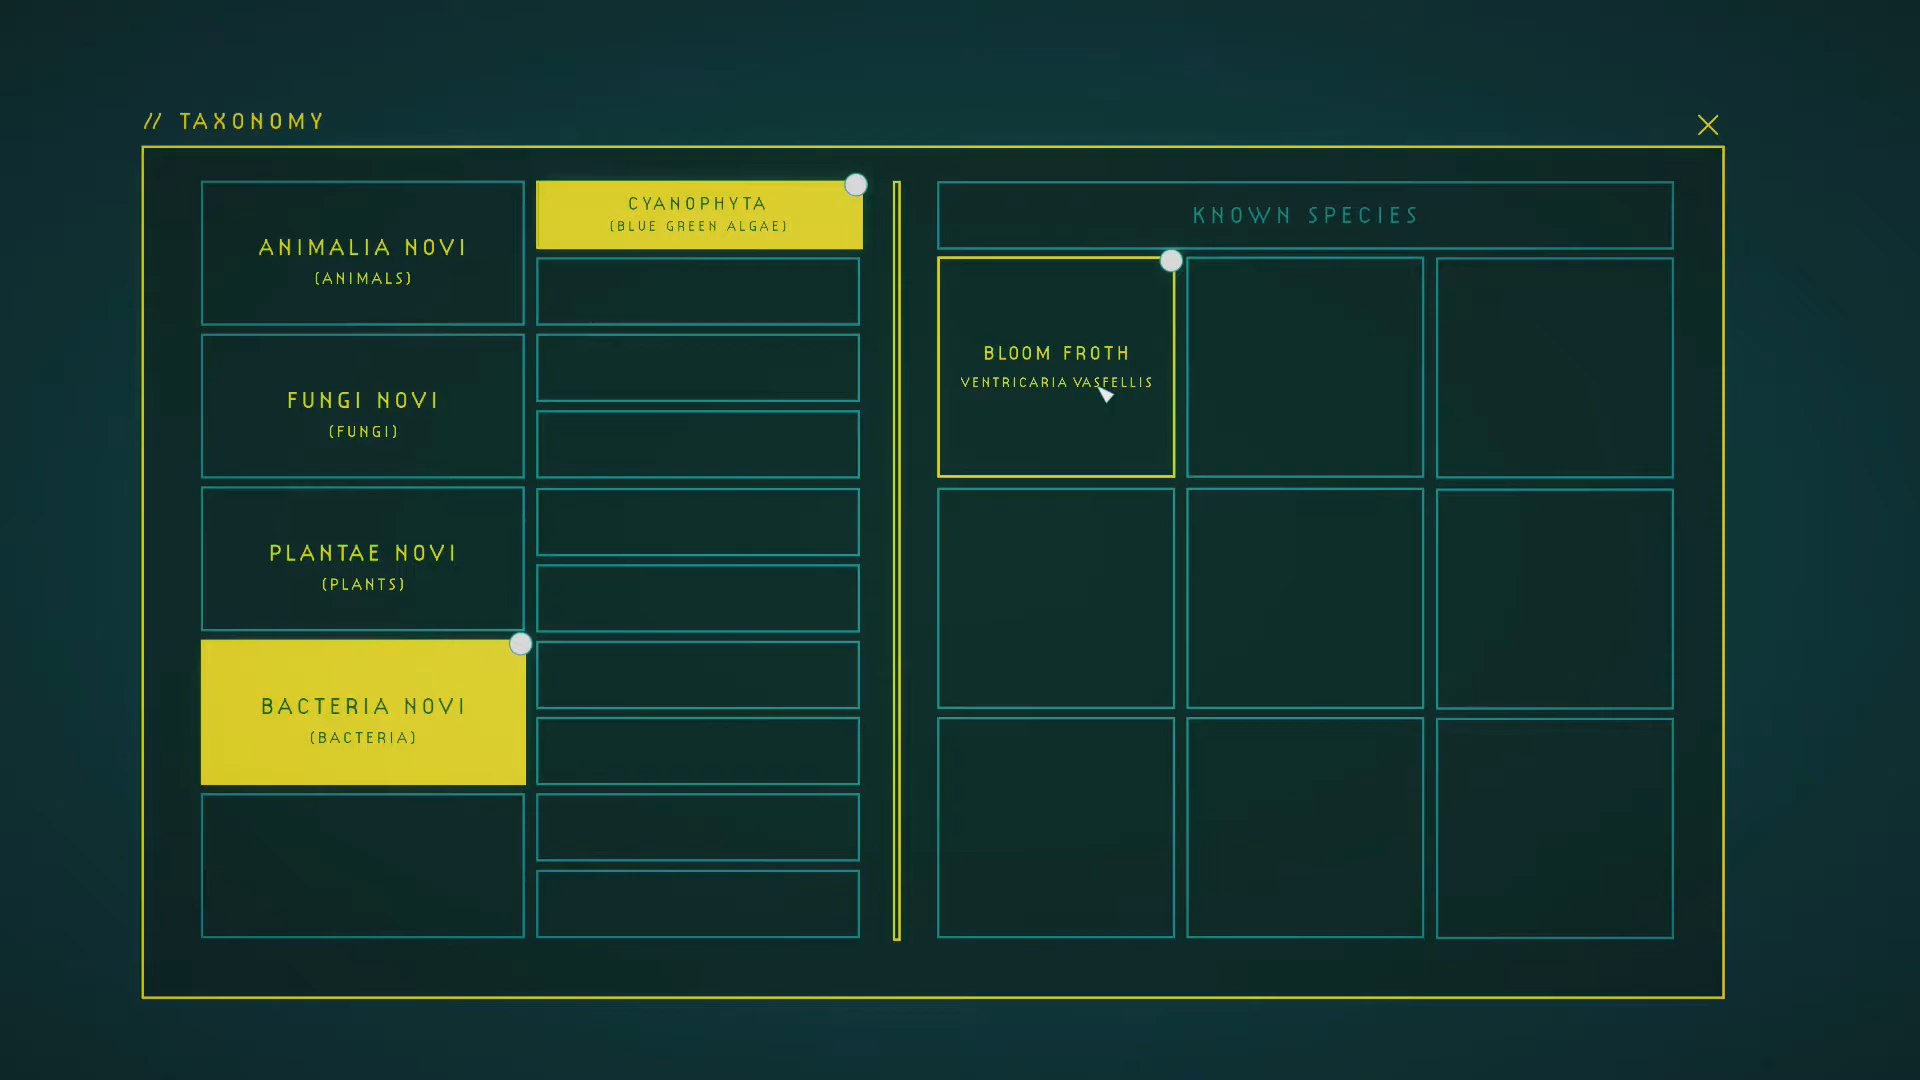 // TAXONOMY
ANIMALIA NOVI
(ANIMALS)
FUNGI NOVI
(FUNGI)
PLANTAE NOVI
(PLANTS)
BACTERIA NOVI
(BACTERIA)
CYANOPHYTA
(BLUE GREEN ALGAE)
KNOWN SPECIES
BLOOM FROTH
VENTRICARIA VASFELLIS